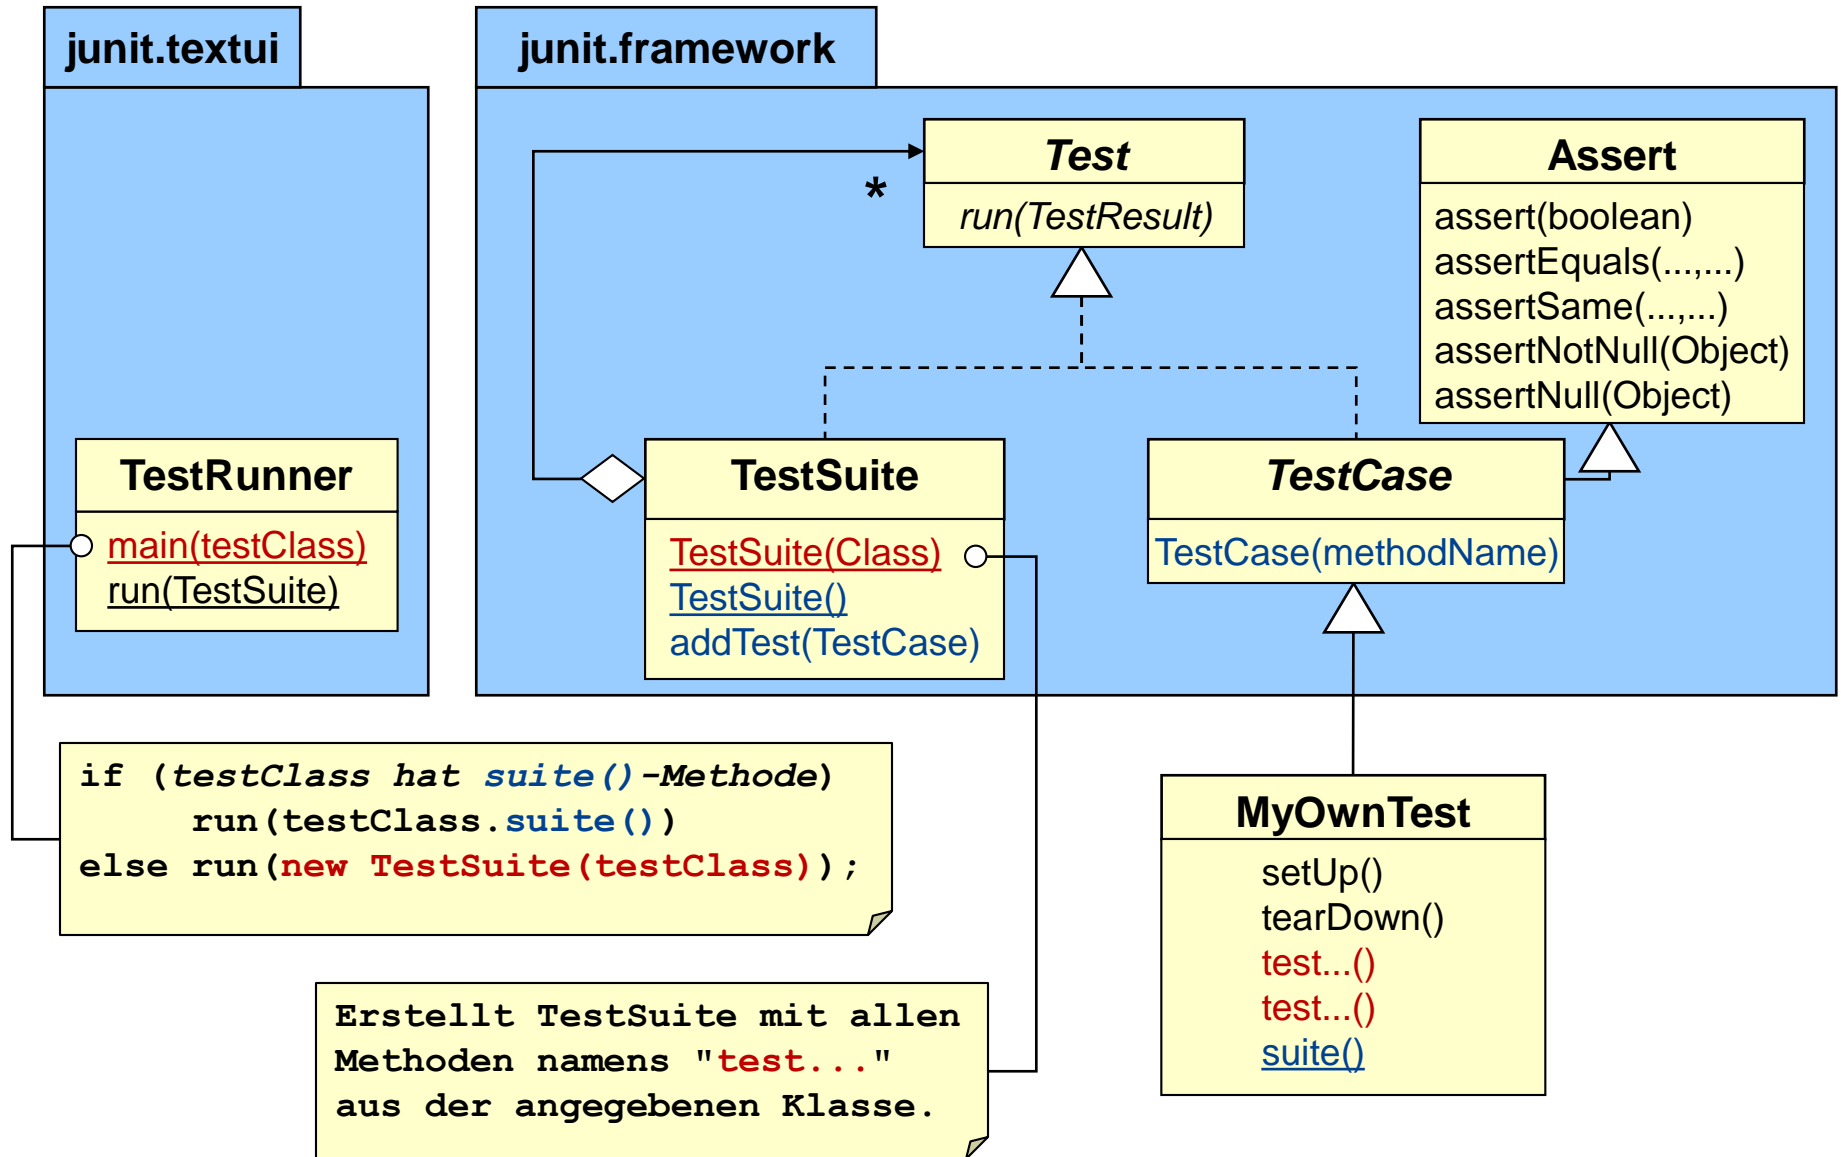 junit.textui
TestRunner
main(testClass)
run(TestSuite)
junit.framework
Test
run(TestResult)
*
Assert
assert(boolean)
assertEquals(...,...)
assertSame(...,...)
assertNotNull(Object)
assertNull(Object)
TestSuite
TestSuite(Class)
TestSuite()
addTest(TestCase)
TestCase
TestCase(methodName)
if (testClass hat suite()-Methode)
run(testClass.suite())
else run(new TestSuite(testClass));
MyOwnTest
setUp()
tearDown()
test...()
test...()
suite()
Erstellt TestSuite mit allen
Methoden namens "test..."
aus der angegebenen Klasse.